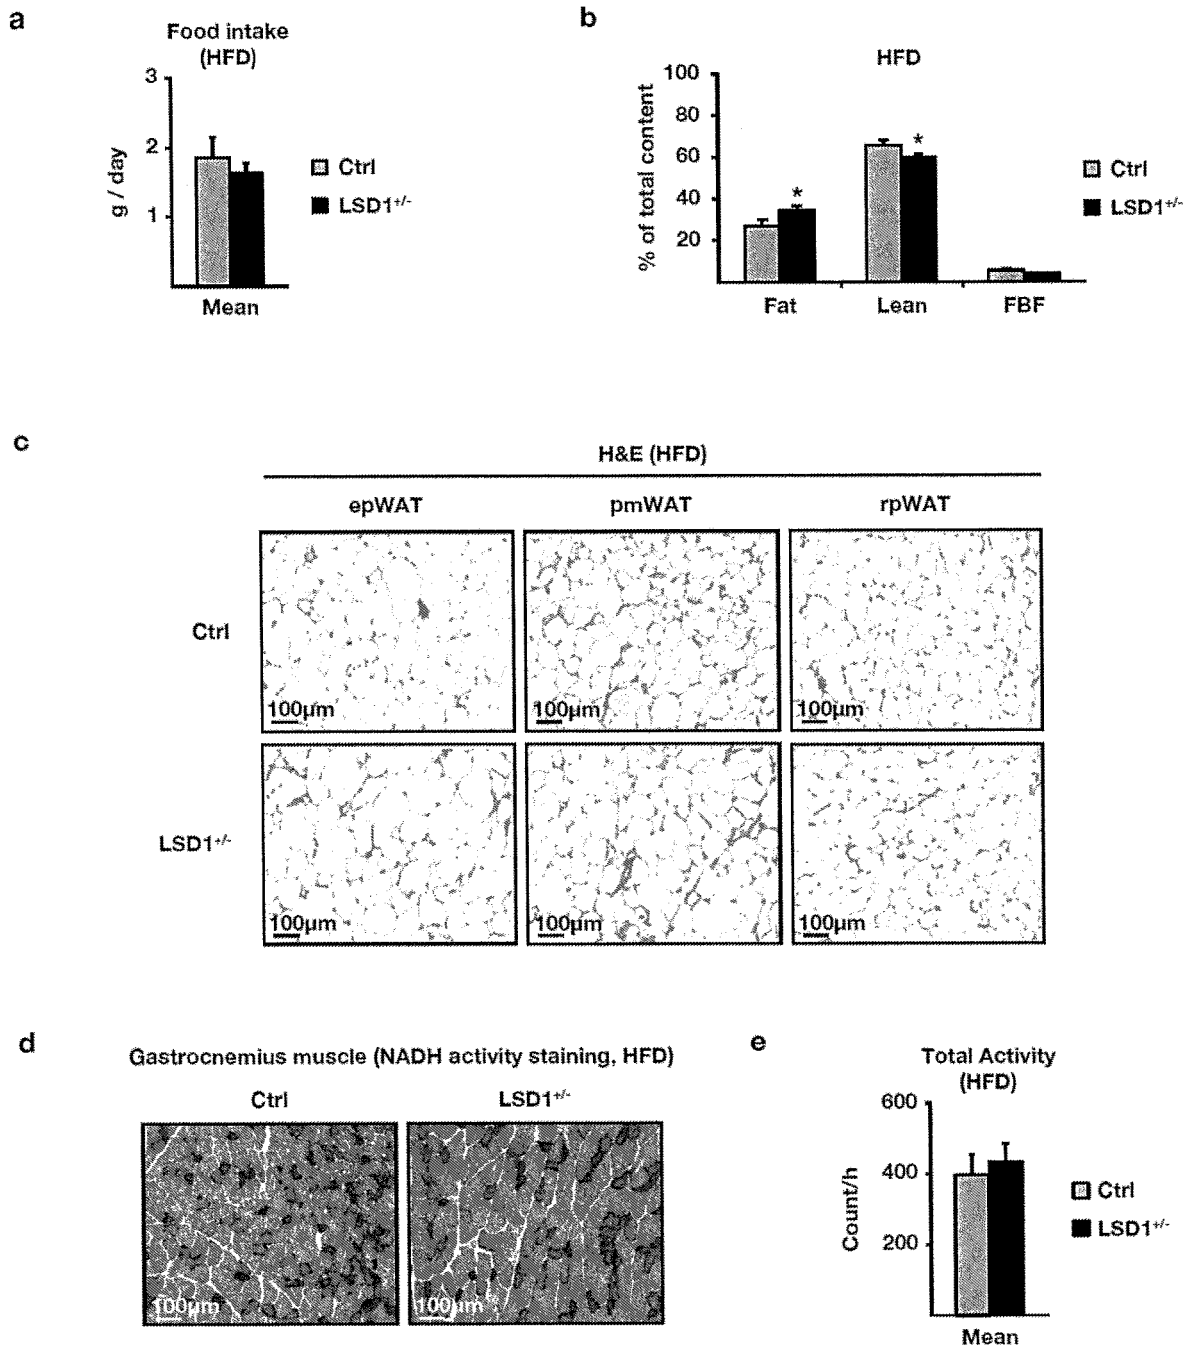 a
Food intake
(HFD)
3
2
1
g / day
Mean
Ctrl
LSD1+/-
b
HFD
100
80
60
40
20
% of total content
*
*
Fat
Lean
FBF
Ctrl
LSD1+/-
c
H&E (HFD)
epWAT
pmWAT
rpWAT
Ctrl
100µm
100µm
100µm
LSD1+/-
100µm
100µm
100µm
d
Gastrocnemius muscle (NADH activity staining, HFD)
Ctrl
LSD1+/-
100µm
100µm
e
Total Activity
(HFD)
600
400
200
Count/h
Mean
Ctrl
LSD1+/-